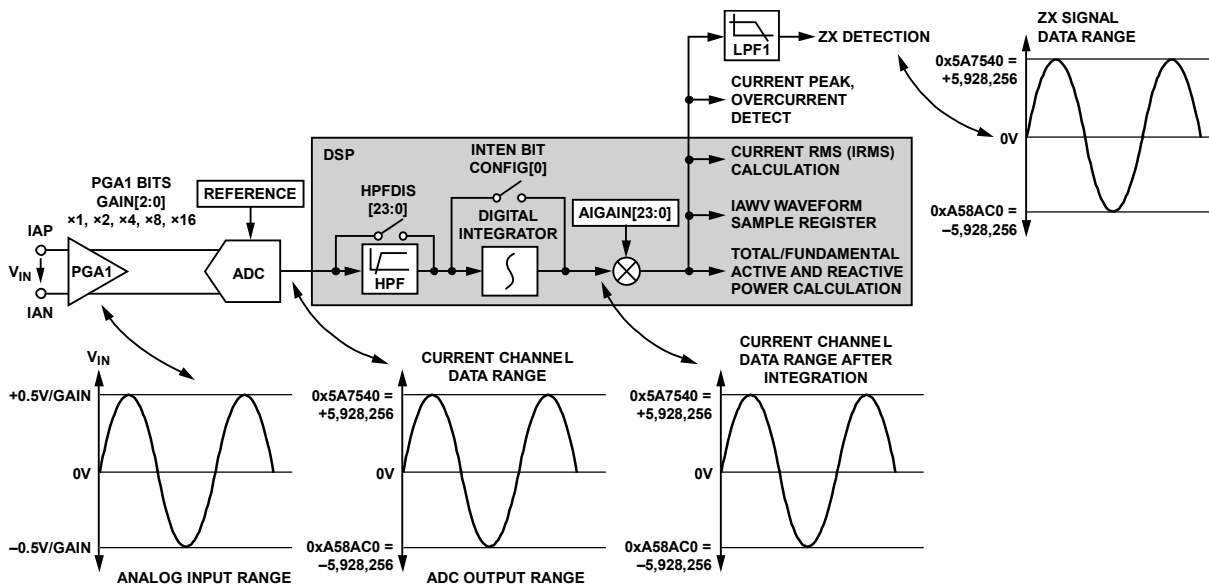 ZX SIGNAL
DATA RANGE
0x5A7540 =
+5,928,256
0V
0xA58AC0 =
–5,928,256
LPF1
ZX DETECTION
CURRENT PEAK,
OVERCURRENT
DETECT
DSP
INTEN BIT
CONFIG[0]
CURRENT RMS (IRMS)
CALCULATION
PGA1 BITS
GAIN[2:0]
×1, ×2, ×4, ×8, ×16
REFERENCE
HPFDIS
[23:0]
DIGITAL
INTEGRATOR
AIGAIN[23:0]
IAWV WAVEFORM
SAMPLE REGISTER
IAP
VIN
IAN
PGA1
ADC
HPF
TOTAL/FUNDAMENTAL
ACTIVE AND REACTIVE
POWER CALCULATION
VIN
+0.5V/GAIN
0V
–0.5V/GAIN
ANALOG INPUT RANGE
CURRENT CHANNEL
DATA RANGE
0x5A7540 =
+5,928,256
0V
0xA58AC0 =
–5,928,256
ADC OUTPUT RANGE
CURRENT CHANNEL
DATA RANGE AFTER
INTEGRATION
0x5A7540 =
+5,928,256
0V
0xA58AC0 =
–5,928,256